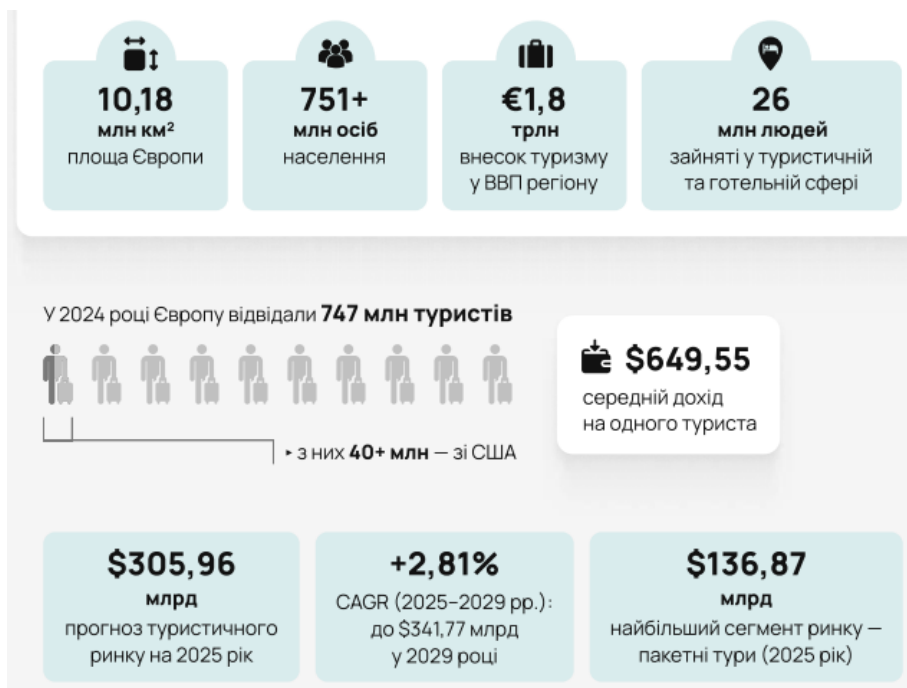 10,18
млн км²
площа Європи
751+
млн осіб
населення
€1,8
трлн
внесок туризму
у ВВП регіону
26
млн людей
зайняті у туристичній
та готельній сфері
У 2024 році Європу відвідали 747 млн туристів
‣ з них 40+ млн — зі США
$649,55
середній дохід
на одного туриста
$305,96
млрд
прогноз туристичного
ринку на 2025 рік
+2,81%
CAGR (2025–2029 рр.):
до $341,77 млрд
у 2029 році
$136,87
млрд
найбільший сегмент ринку —
пакетні тури (2025 рік)